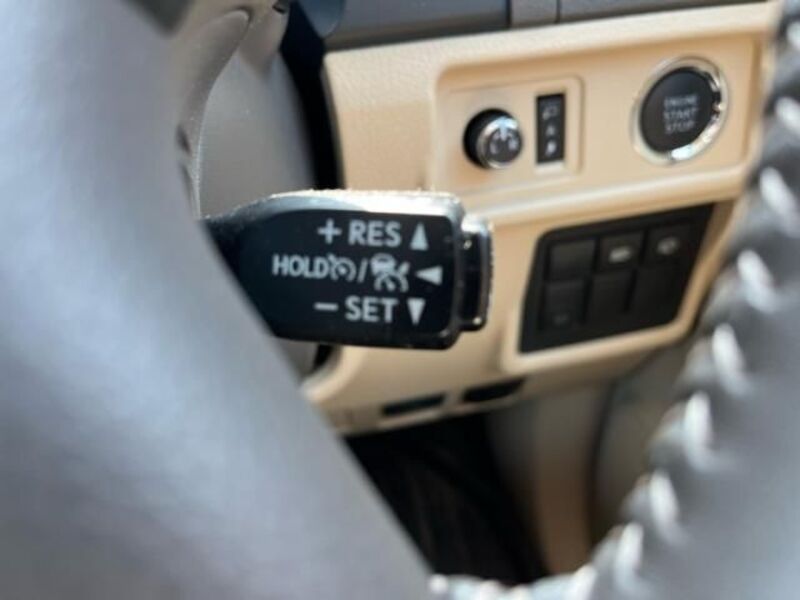 ENGINE
START
STOP
+ RES
HOLD /
- SET